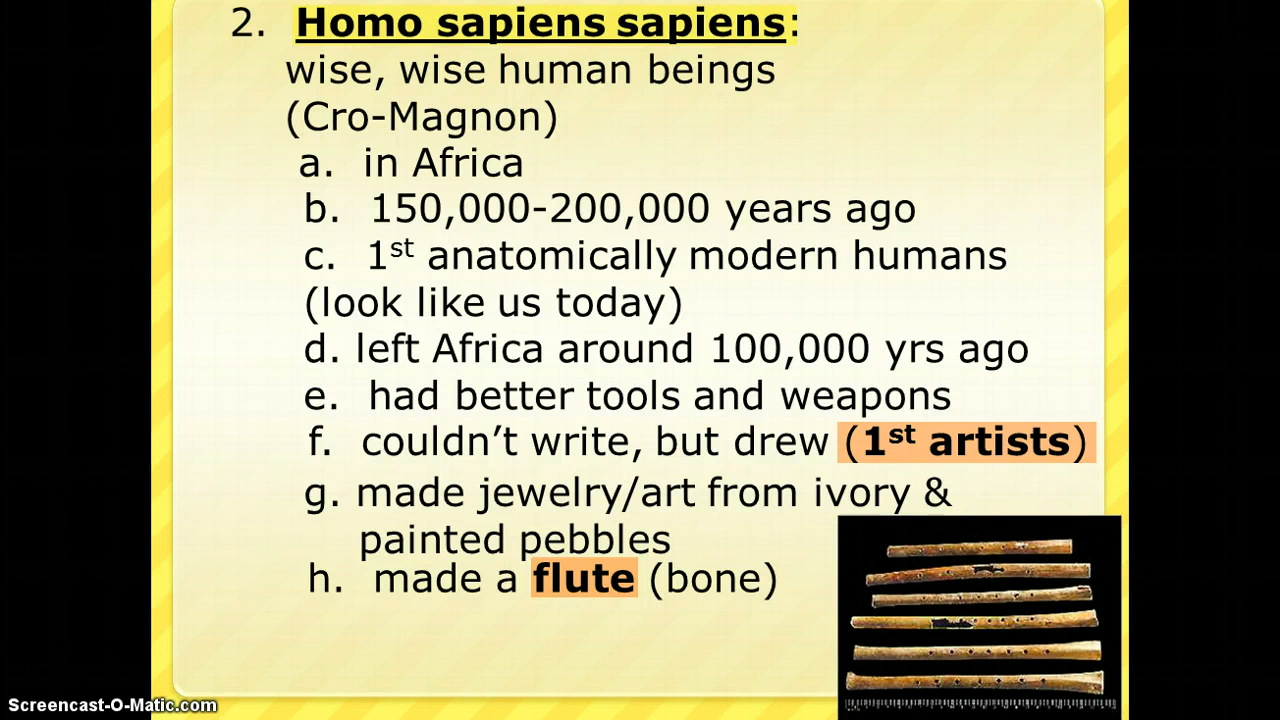 2. Homo sapiens sapiens:
wise, wise human beings
(Cro-Magnon)
a. in Africa
b. 150,000-200,000 years ago
c. 1st anatomically modern humans
(look like us today)
d. left Africa around 100,000 yrs ago
e. had better tools and weapons
f. couldn’t write, but drew (1st artists)
g. made jewelry/art from ivory &
painted pebbles
h. made a flute (bone)
Screencast-O-Matic.com